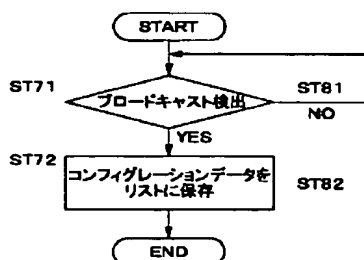 START
ST71
ブロードキャスト検出
ST81
NO
YES
ST72
コンフィグレーションデータを
リストに保存
ST82
END